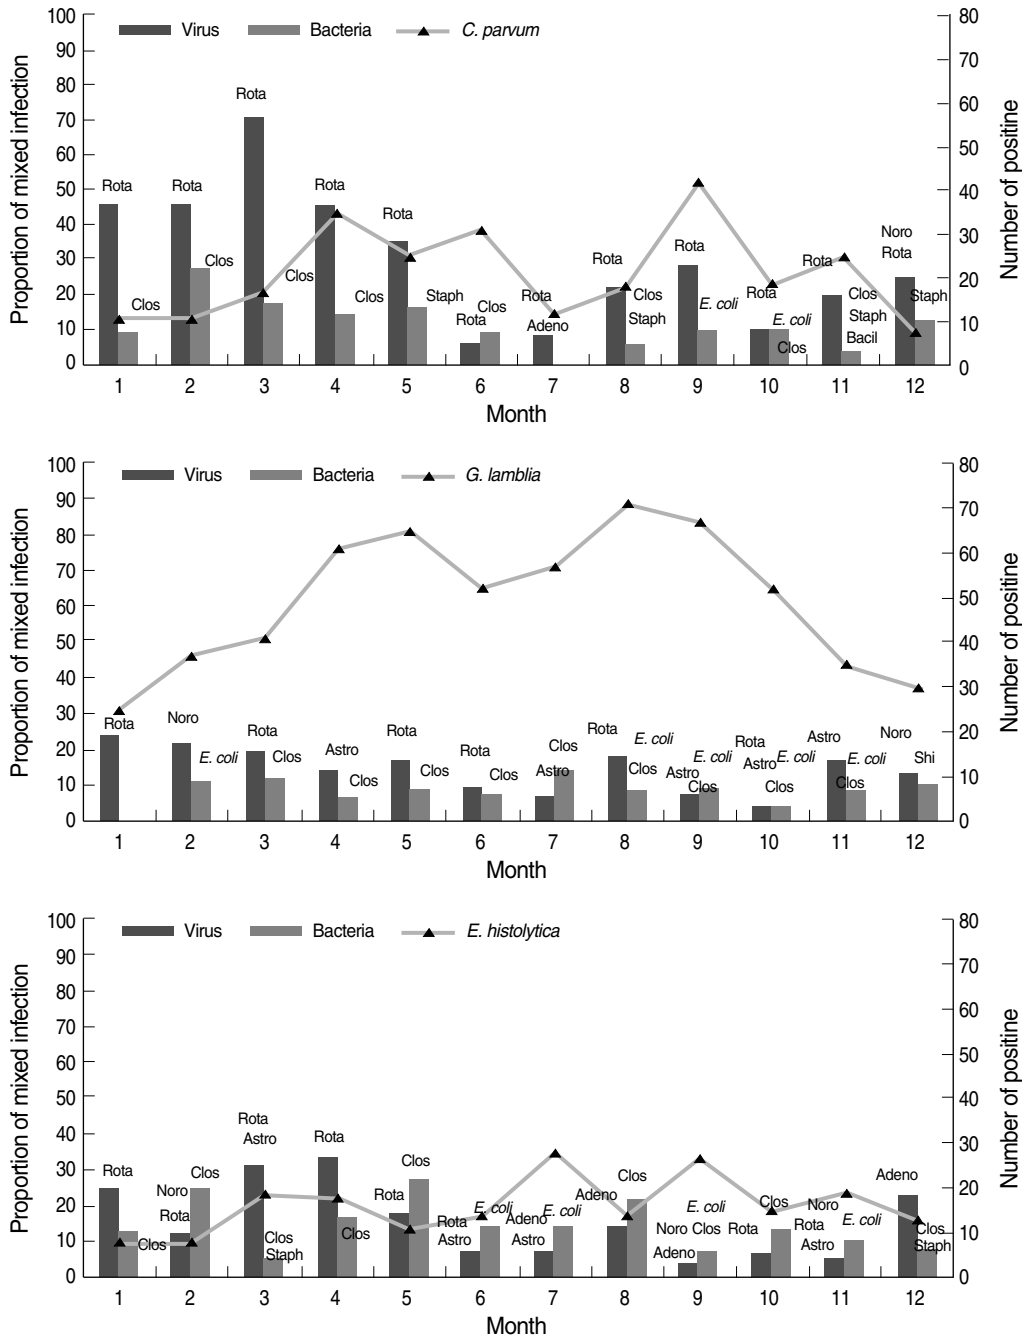 Virus Bacteria C. parvum
Proportion of mixed infection
Number of positine
100
90
80
70
60
50
40
30
20
10
0
80
70
60
50
40
30
20
10
0
Rota
Clos
Rota
Clos
Rota
Clos
Rota
Clos
Rota
Staph
Rota
Clos
Rota
Adeno
Rota
Clos
Staph
Rota
E. coli
Rota
E. coli
Clos
Rota
Clos
Staph
Bacil
Noro
Rota
Staph
1 2 3 4 5 6 7 8 9 10 11 12
Month
Virus Bacteria G. lamblia
Proportion of mixed infection
Number of positine
100
90
80
70
60
50
40
30
20
10
0
80
70
60
50
40
30
20
10
0
Rota
Noro
E. coli
Rota
Clos
Astro
Clos
Rota
Clos
Rota
Clos
Clos
Astro
Rota
E. coli
Clos
Astro
E. coli
Clos
Rota
Astro
E. coli
Clos
Astro
E. coli
Clos
Noro
Shi
1 2 3 4 5 6 7 8 9 10 11 12
Month
Virus Bacteria E. histolytica
Proportion of mixed infection
Number of positine
100
90
80
70
60
50
40
30
20
10
0
80
70
60
50
40
30
20
10
0
Rota
Clos
Noro
Rota
Clos
Rota
Astro
Clos
Staph
Rota
Clos
Rota
Clos
Rota
Astro
E. coli
Adeno
Astro
E. coli
Adeno
Clos
E. coli
Noro Clos
Adeno
Clos
Rota
Noro
Rota
Astro
E. coli
Adeno
Clos
Staph
1 2 3 4 5 6 7 8 9 10 11 12
Month